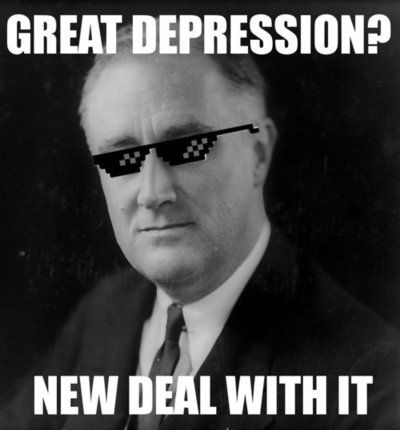 GREAT DEPRESSION?
NEW DEAL WITH IT